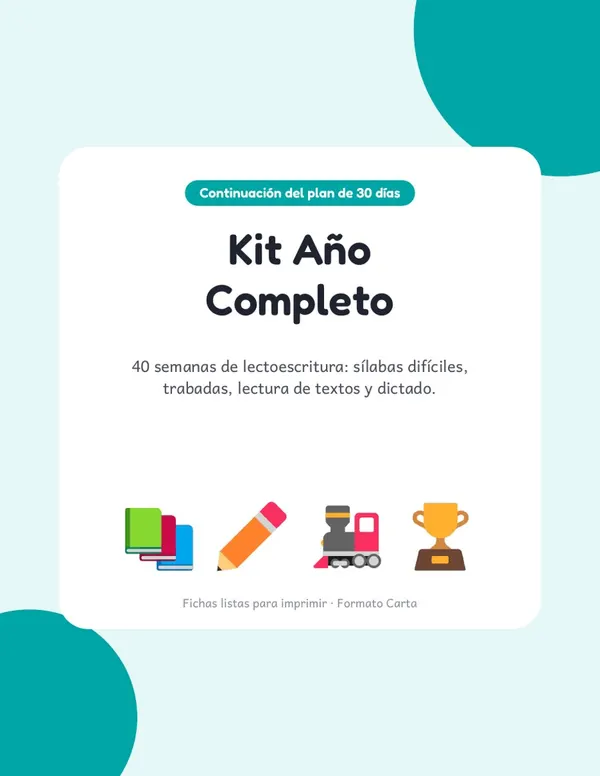 Continuación del plan de 30 días
Kit Año
Completo
40 semanas de lectoescritura: sílabas difíciles,
trabadas, lectura de textos y dictado.
Fichas listas para imprimir · Formato Carta